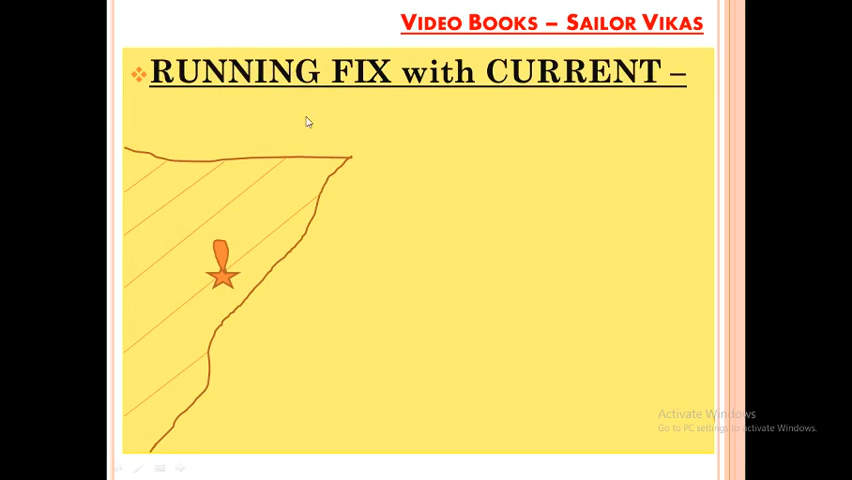 VIDEO BOOKS – SAILOR VIKAS
RUNNING FIX with CURRENT –
Activate Windows
Go to PC settings to activate Windows.